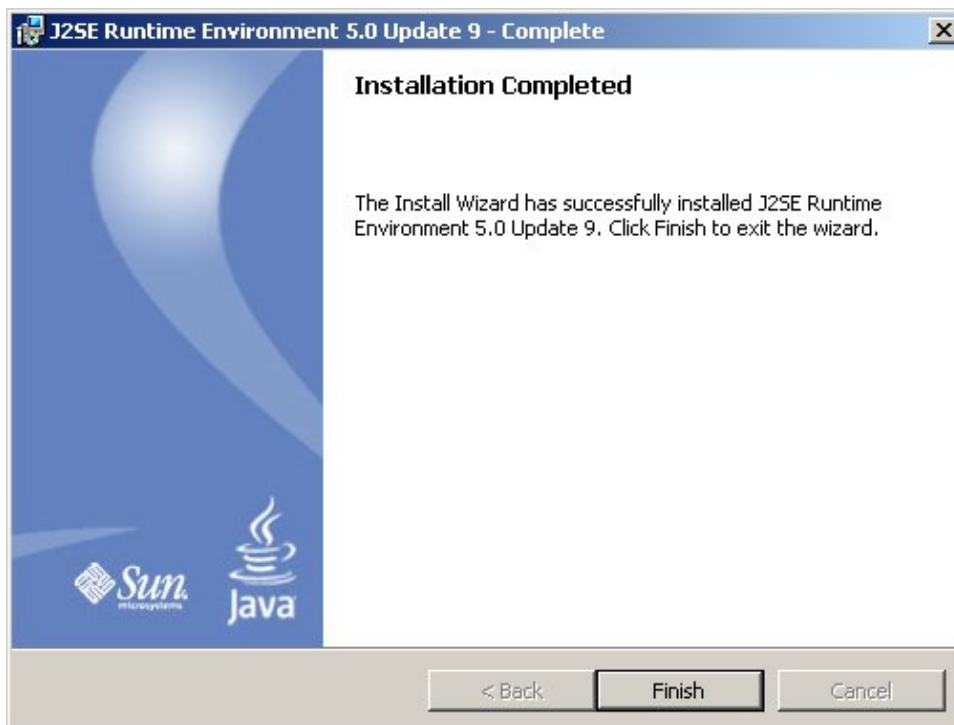 J2SE Runtime Environment 5.0 Update 9 - Complete
Installation Completed
The Install Wizard has successfully installed J2SE Runtime
Environment 5.0 Update 9. Click Finish to exit the wizard.
Sun
microsystems
Java
< Back
Finish
Cancel